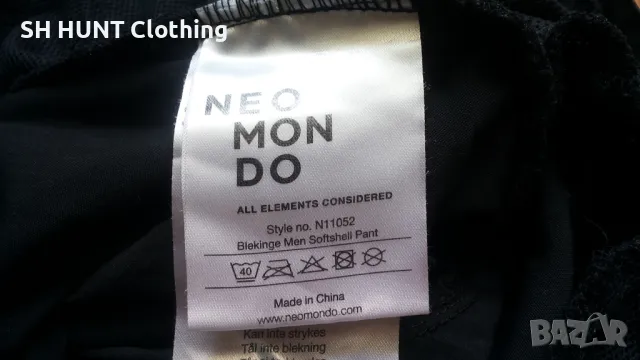 SH HUNT Clothing
NEO
MON
DO
ALL ELEMENTS CONSIDERED
Style no. N11052
Blekinge Men Softshell Pant
40
Made in China
www.neomondo.com
Kan inte strykes
Tål inte blekning
BAZAR